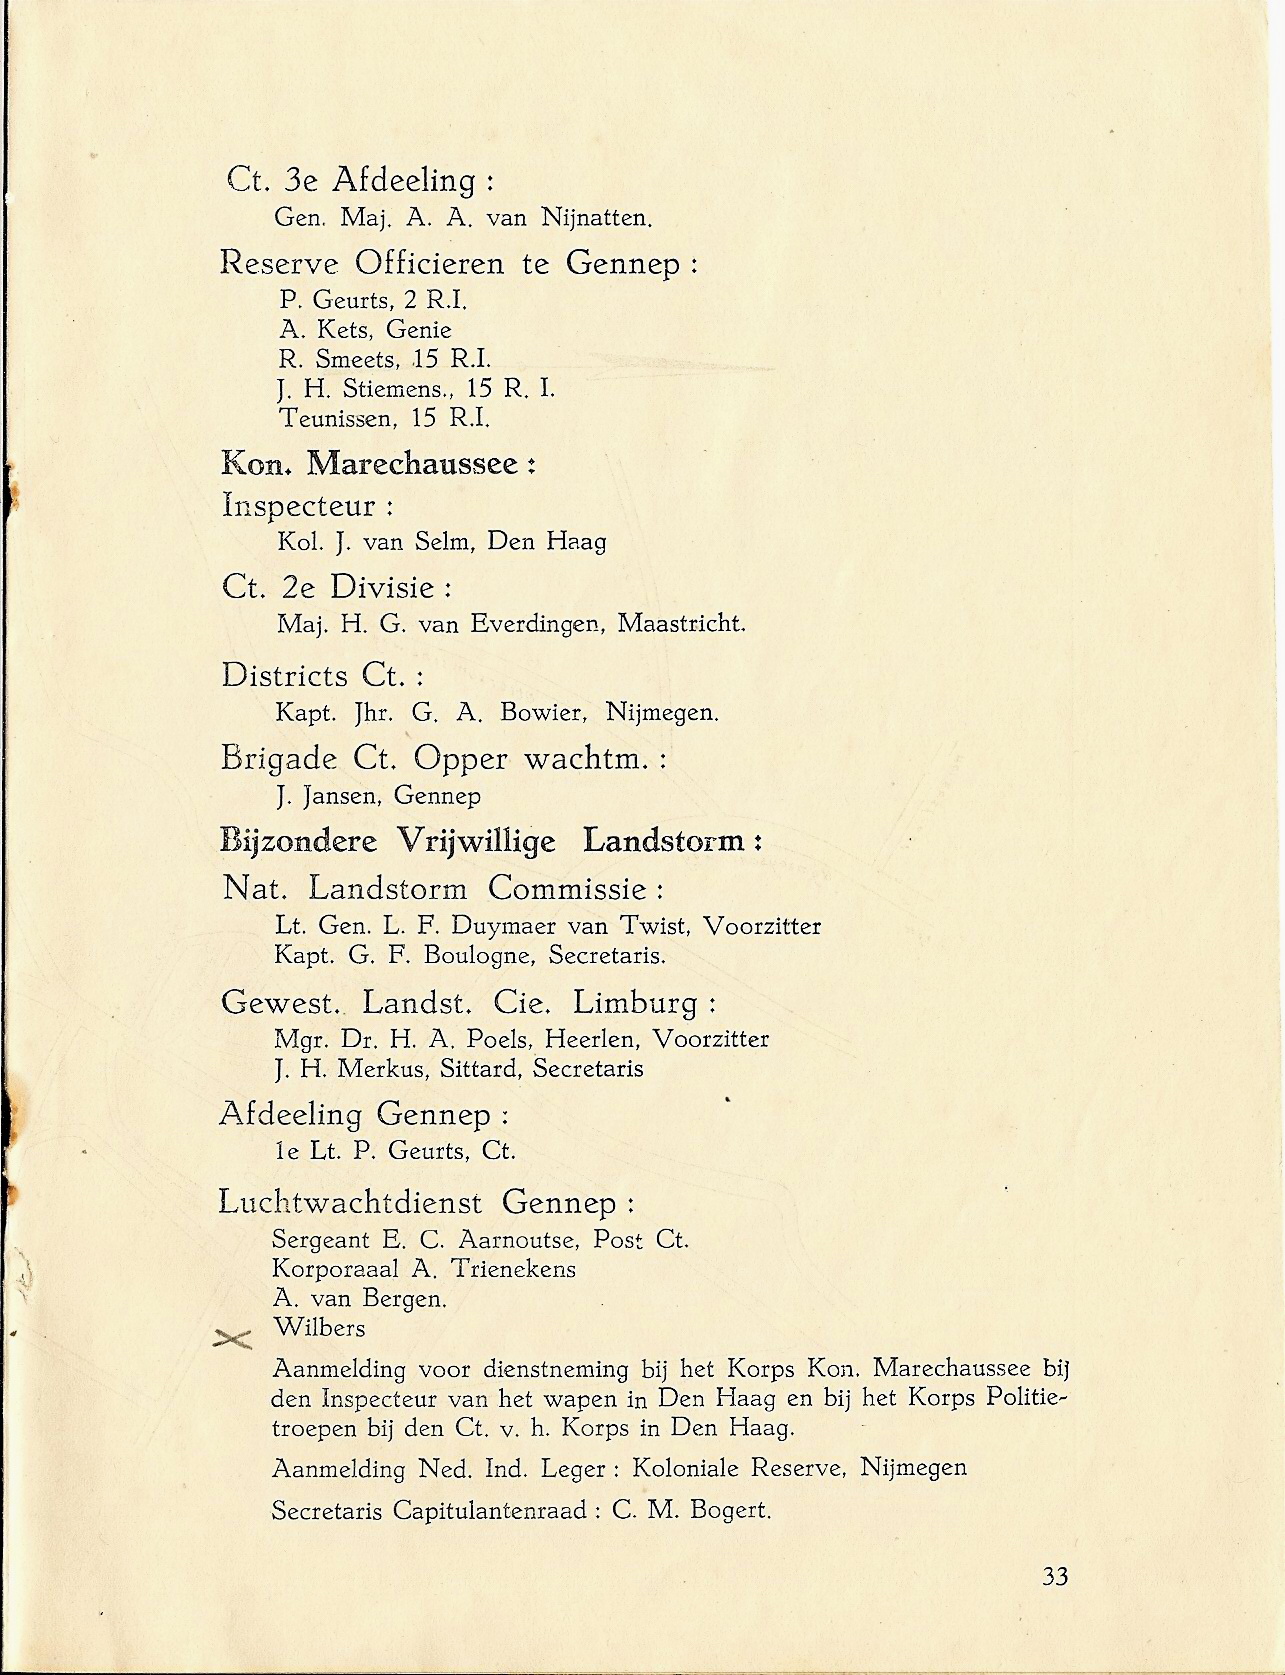 Ct. 3e Afdeeling :
Gen. Maj. A. A. van Nijnatten.
Reserve Officieren te Gennep :
P. Geurts, 2 R.I.
A. Kets, Genie
R. Smeets, 15 R.I.
J. H. Stiemens., 15 R. I.
Teunissen, 15 R.I.
Kon. Marechaussee :
Inspecteur :
Kol. J. van Selm, Den Haag
Ct. 2e Divisie :
Maj. H. G. van Everdingen, Maastricht.
Districts Ct. :
Kapt. Jhr. G. A. Bowier, Nijmegen.
Brigade Ct. Opper wachtm. :
J. Jansen, Gennep
Bijzondere Vrijwillige Landstorm :
Nat. Landstorm Commissie :
Lt. Gen. L. F. Duymaer van Twist, Voorzitter
Kapt. G. F. Boulogne, Secretaris.
Gewest. Landst. Cie. Limburg :
Mgr. Dr. H. A. Poels, Heerlen, Voorzitter
J. H. Merkus, Sittard, Secretaris
Afdeeling Gennep :
1e Lt. P. Geurts, Ct.
Luchtwachtdienst Gennep :
Sergeant E. C. Aarnoutse, Post Ct.
Korporaaal A. Trienekens
A. van Bergen.
Wilbers
Aanmelding voor dienstneming bij het Korps Kon. Marechaussee bij
den Inspecteur van het wapen in Den Haag en bij het Korps Politie-
troepen bij den Ct. v. h. Korps in Den Haag.
Aanmelding Ned. Ind. Leger : Koloniale Reserve, Nijmegen
Secretaris Capitulantenraad : C. M. Bogert.
33